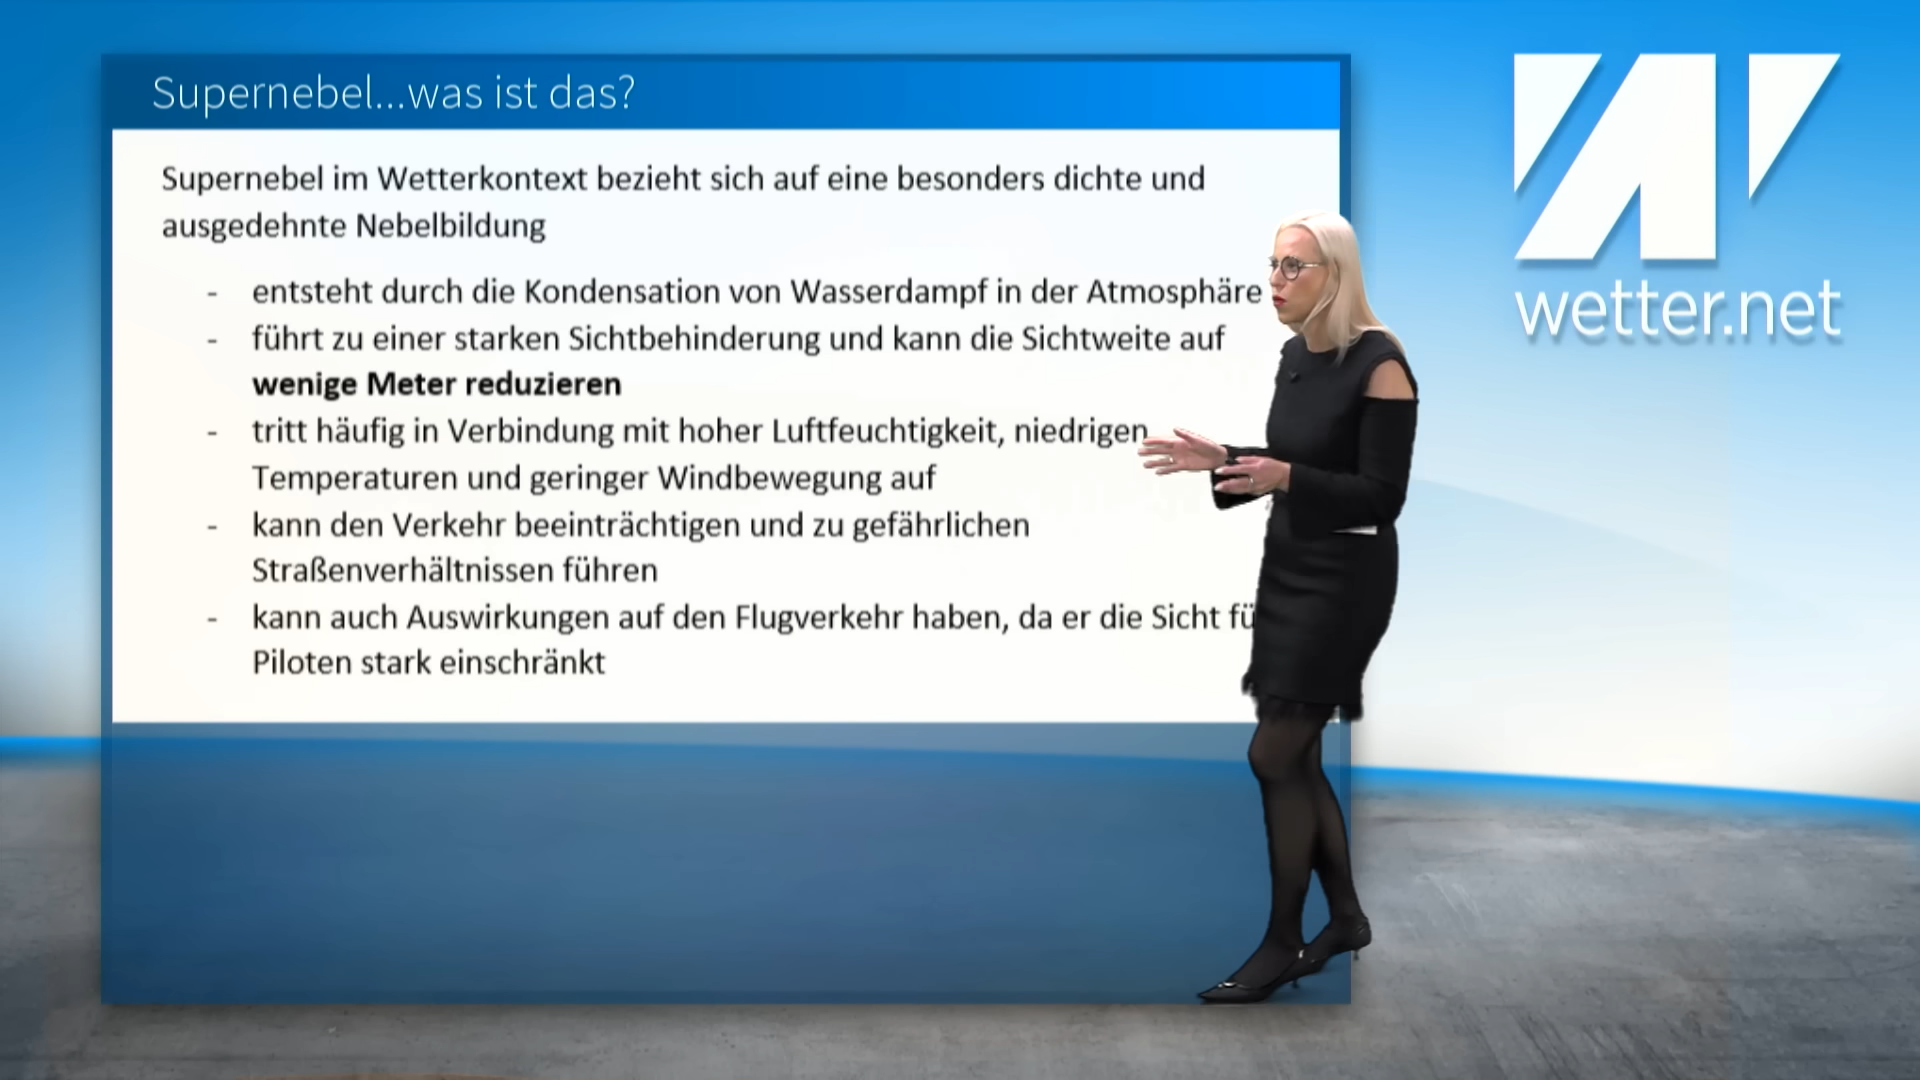 Supernebel...was ist das?
Supernebel im Wetterkontext bezieht sich auf eine besonders dichte und
ausgedehnte Nebelbildung
- entsteht durch die Kondensation von Wasserdampf in der Atmosphäre
- führt zu einer starken Sichtbehinderung und kann die Sichtweite auf
wenige Meter reduzieren
- tritt häufig in Verbindung mit hoher Luftfeuchtigkeit, niedrigen
Temperaturen und geringer Windbewegung auf
- kann den Verkehr beeinträchtigen und zu gefährlichen
Straßenverhältnissen führen
- kann auch Auswirkungen auf den Flugverkehr haben, da er die Sicht
Piloten stark einschränkt
wetter.net